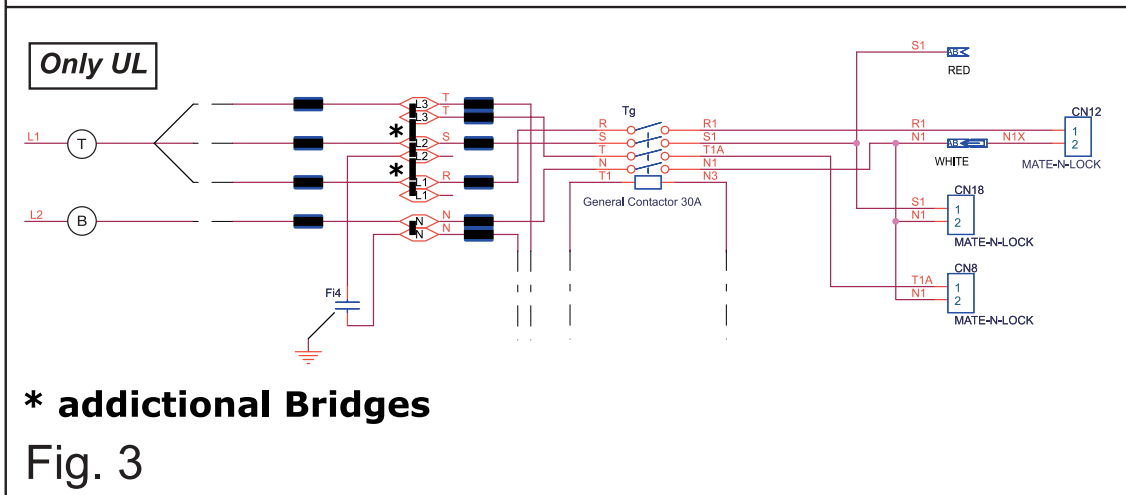 Only UL
S1
AB
RED
L3 T
L3 T
Tg
CN12
L1 T
L2 S
R R1 R1 1
S S1 N1 AB N1X 2
L2
T T1A
WHITE MATE-N-LOCK
N N1
L1 R
T1 N3
L1
General Contactor 30A
CN18
S1 1
N1 2
MATE-N-LOCK
L2 B
N N
N N
CN8
T1A 1
N1 2
MATE-N-LOCK
Fi4
*
*
* addictional Bridges
Fig. 3